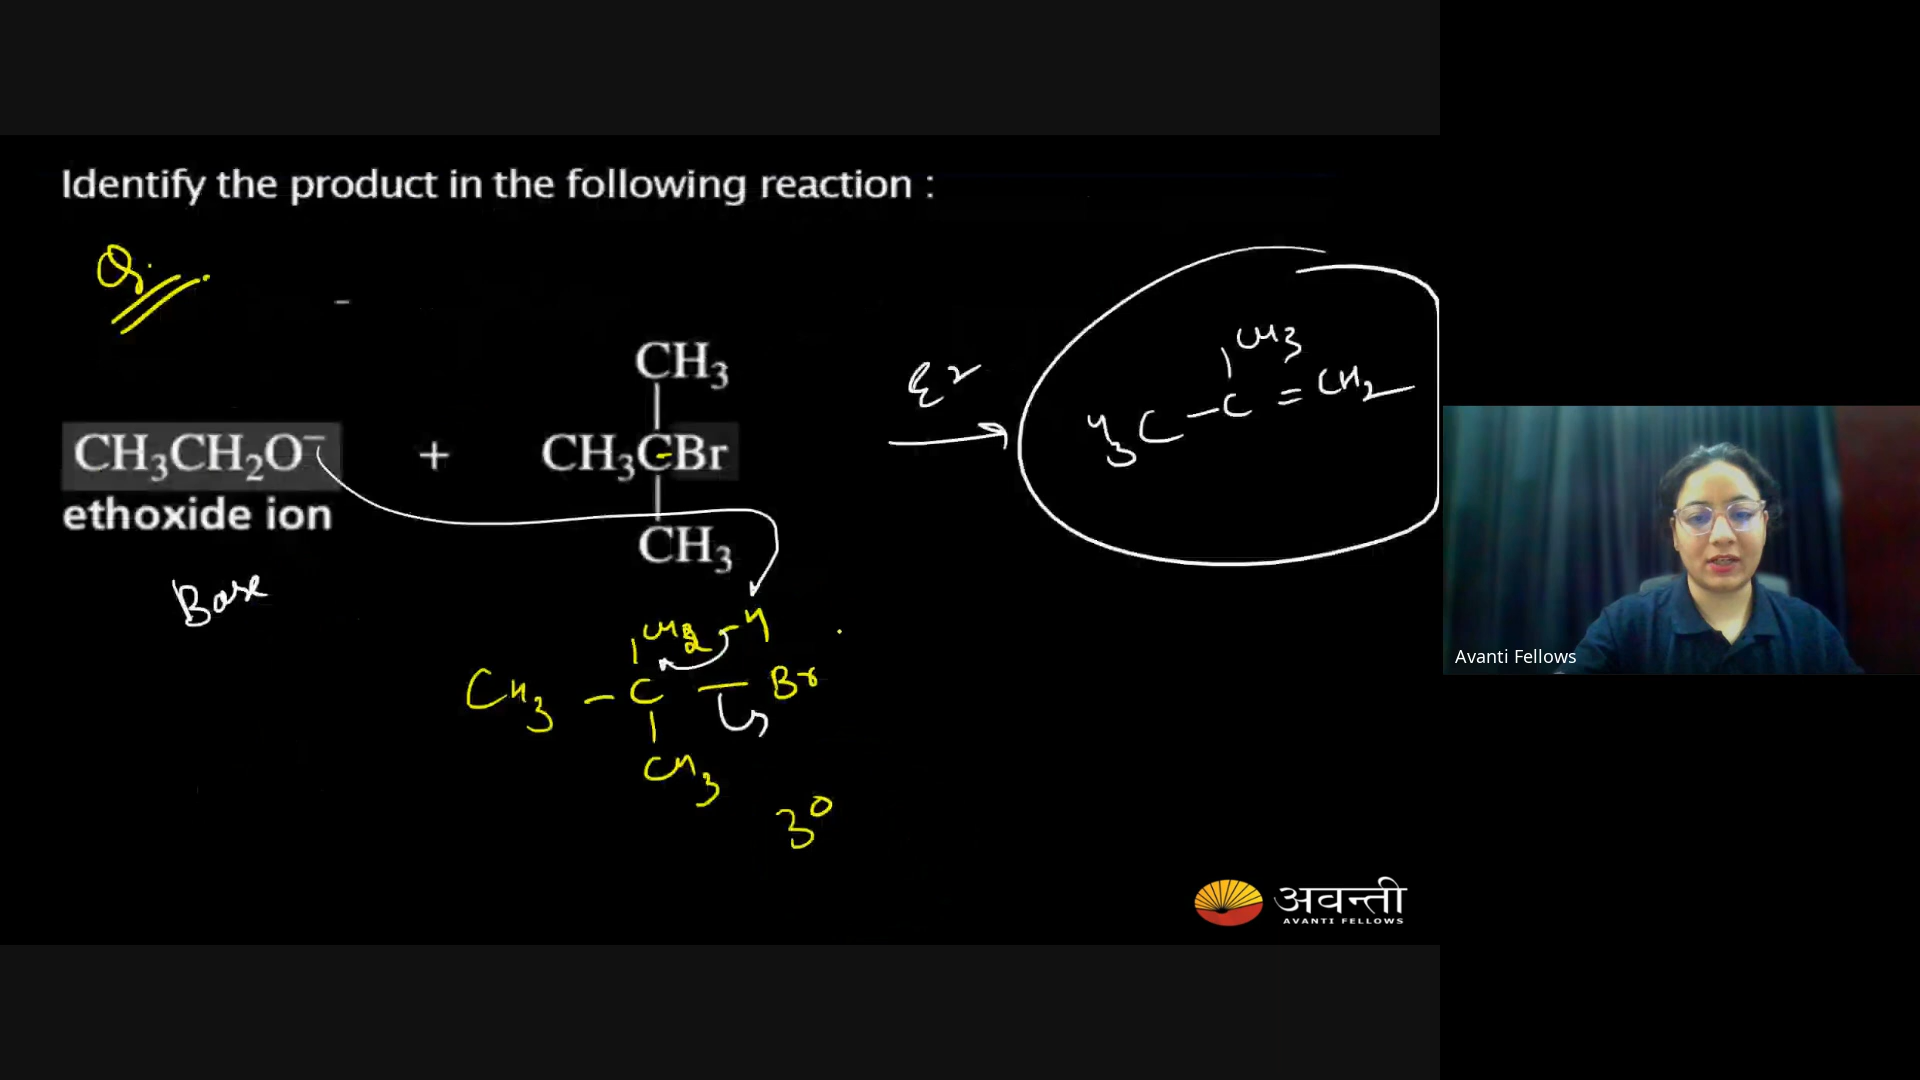 Identify the product in the following reaction :
Q.
CH3
E2
CH3
H3C - C = CH2
CH3CH2O− + CH3CBr
ethoxide ion
CH3
Base
CH2 - H
CH3 - C - Br
CH3
3°
Avanti Fellows
अवन्ती
AVANTI FELLOWS